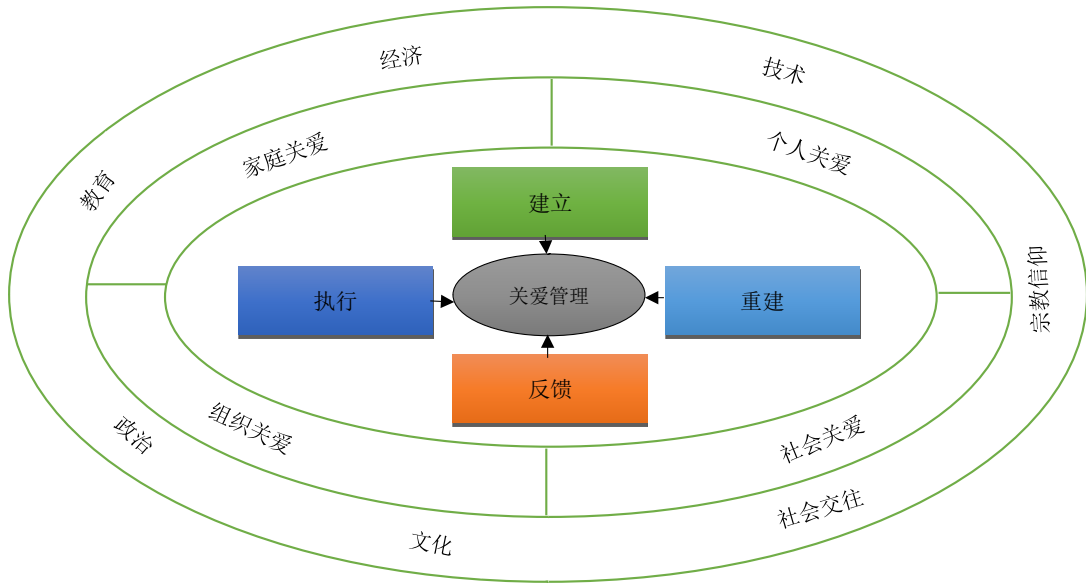 经济
技术
家庭关爱
个人关爱
教育
建立
宗教信仰
执行
关爱管理
重建
反馈
政治
组织关爱
社会关爱
社会交往
文化